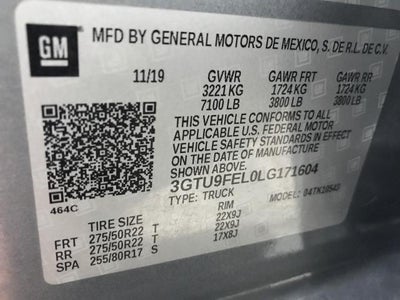 GM
MFD BY GENERAL MOTORS DE MEXICO, S. DE R.L. DE C.V.
11/19 GVWR GAWR FRT GAWR RR
3221 KG 1724 KG 1724 KG
7100 LB 3800 LB 3800 LB
THIS VEHICLE CONFORMS TO ALL
APPLICABLE U.S. FEDERAL MOTOR
VEHICLE SAFETY STANDARDS IN EFFECT
ON THE DATE OF MANUFACTURE
SHOWN ABOVE.
3GTU9FEL0LG171604
464C
TYPE: TRUCK MODEL:
TIRE SIZE RIM
FRT 275/50R22 T 22X9J
RR 275/50R22 T 22X9J
SPA 255/80R17 S 17X8J